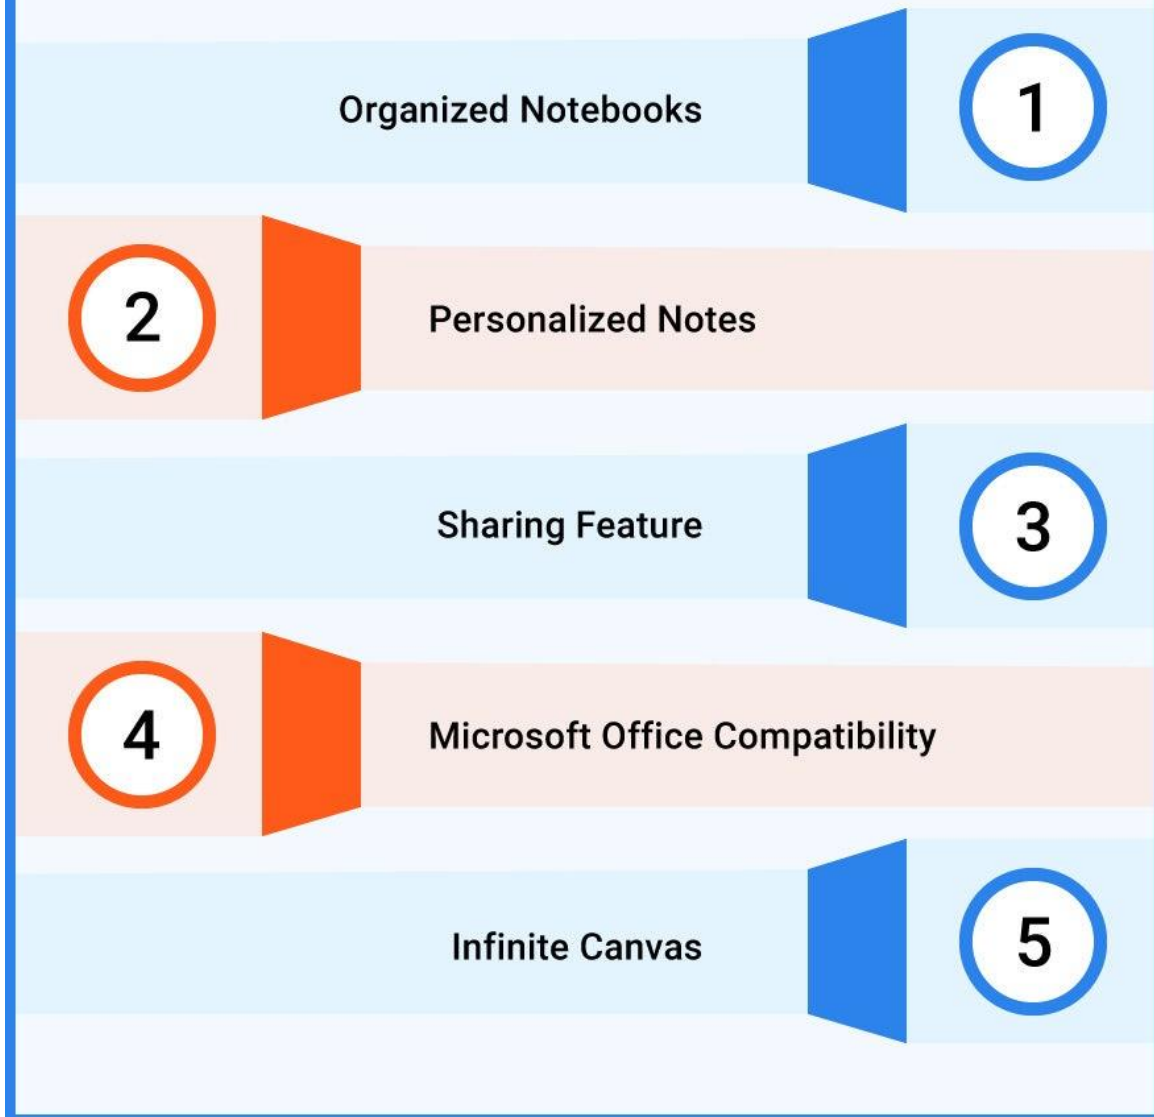 Organized Notebooks
1
2
Personalized Notes
Sharing Feature
3
4
Microsoft Office Compatibility
Infinite Canvas
5